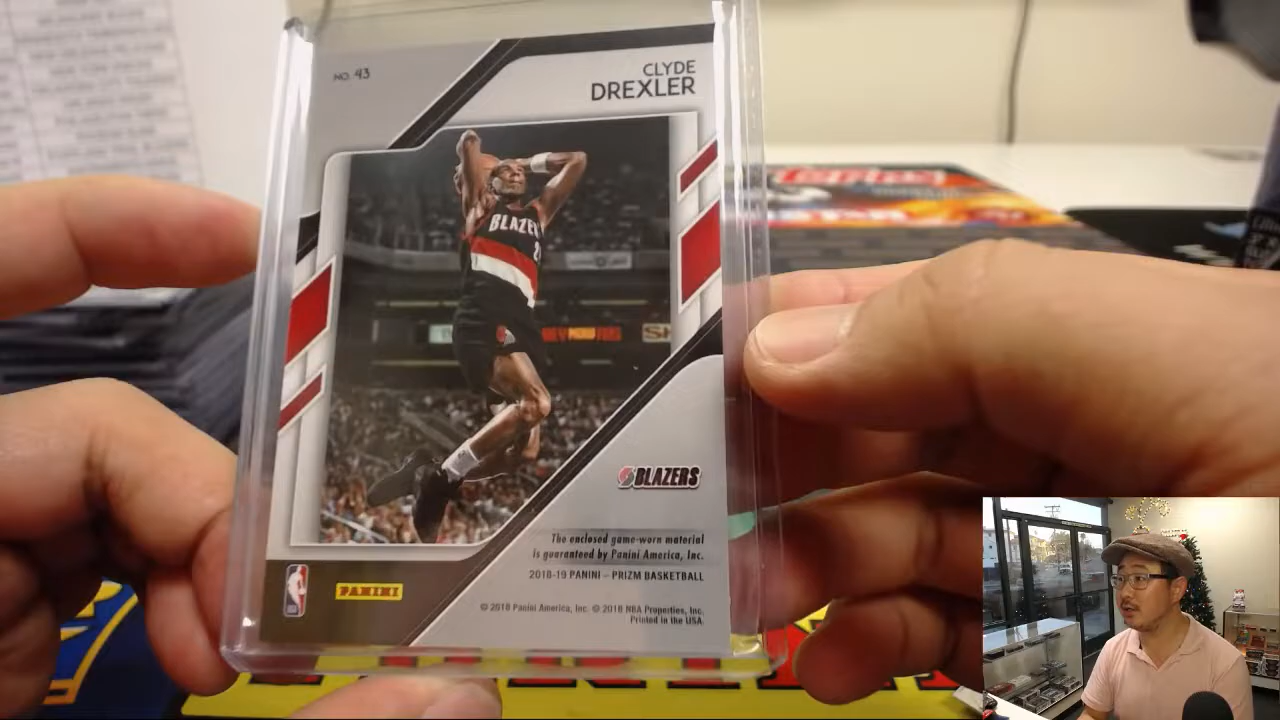 NO. 43
CLYDE
DREXLER
BLAZE
BLAZERS
The enclosed game-worn material
is guaranteed by Panini America, Inc.
2018-19 PANINI – PRIZM BASKETBALL
PANINI
© 2018 Panini America, Inc. © 2018 NBA Properties, Inc.
Printed in the USA.